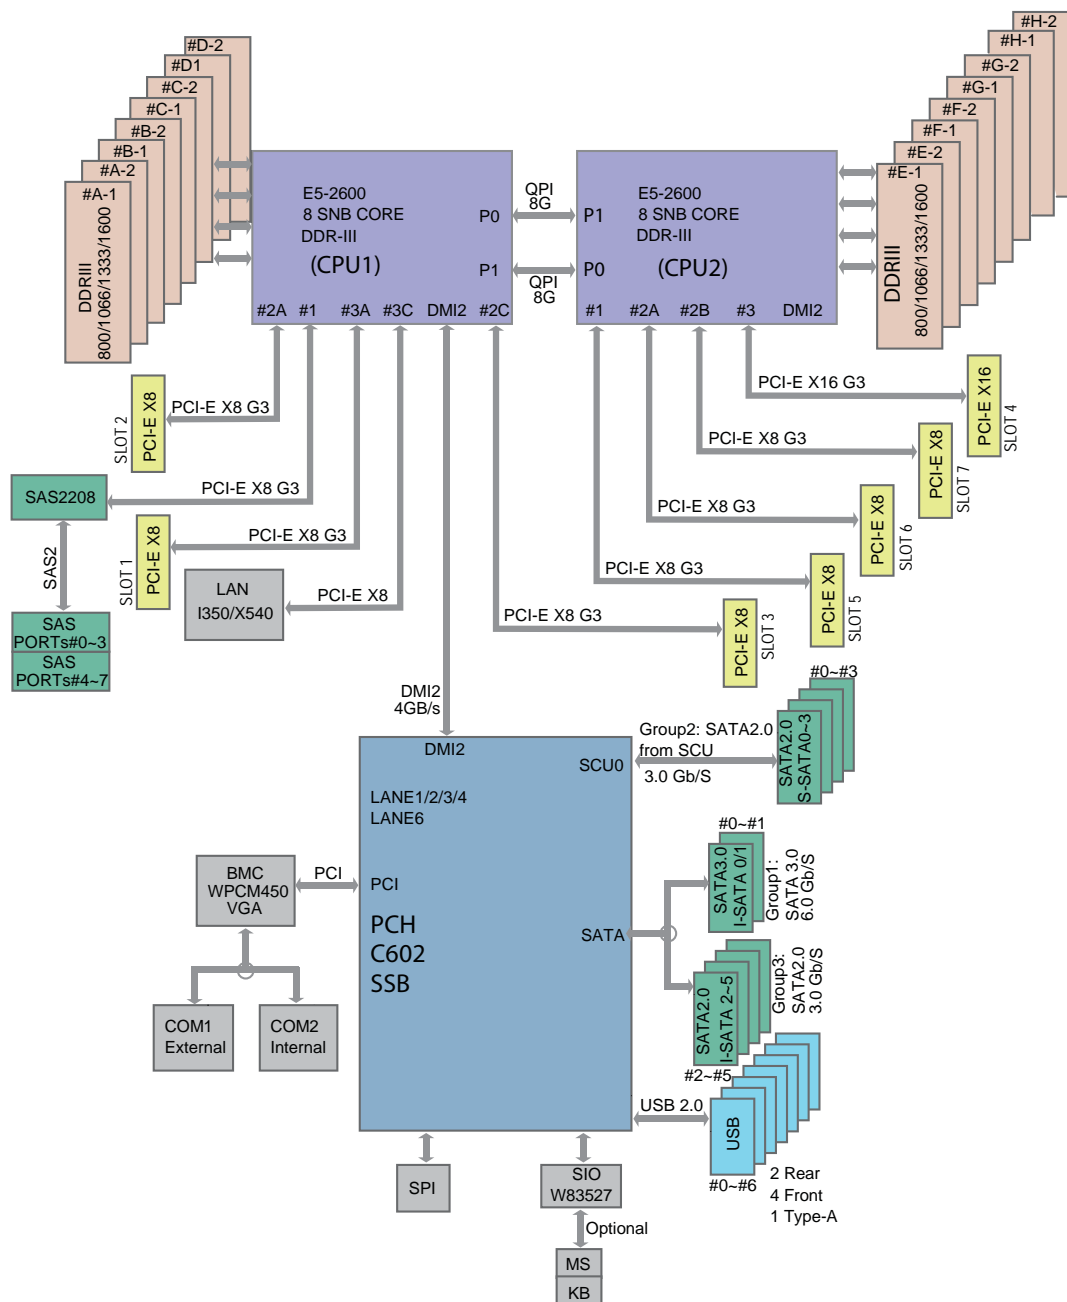 #D-2
#D1
#C-2
#C-1
#B-2
#B-1
#A-2
#A-1
DDRIII
800/1066/1333/1600
E5-2600
8 SNB CORE
DDR-III
(CPU1)
P0
P1
#2A
#1
#3A
#3C
DMI2
#2C
QPI
8G
QPI
8G
E5-2600
8 SNB CORE
DDR-III
(CPU2)
P1
P0
#1
#2A
#2B
#3
DMI2
#H-2
#H-1
#G-2
#G-1
#F-2
#F-1
#E-2
#E-1
DDRIII
800/1066/1333/1600
PCI-E X8
SLOT 2
PCI-E X8 G3
PCI-E X16 G3
PCI-E X16
SLOT 4
PCI-E X8 G3
PCI-E X8
SLOT 7
SAS2208
PCI-E X8 G3
PCI-E X8 G3
PCI-E X8
SLOT 6
SAS2
SLOT 1
PCI-E X8
PCI-E X8 G3
PCI-E X8 G3
PCI-E X8
SLOT 5
LAN
I350/X540
PCI-E X8
PCI-E X8 G3
PCI-E X8
SLOT 3
SAS
PORTs#0~3
SAS
PORTs#4~7
DMI2
4GB/s
DMI2
SCU0
LANE1/2/3/4
LANE6
PCI
PCH
C602
SSB
SATA
Group2: SATA2.0
from SCU
3.0 Gb/S
#0~#3
SATA2.0
S-SATA0~3
#0~#1
SATA3.0
I-SATA 0/1
Group1:
SATA 3.0
6.0 Gb/S
BMC
WPCM450
VGA
PCI
COM1
External
COM2
Internal
SATA2.0
I-SATA 2~5
Group3:
SATA2.0
3.0 Gb/S
#2~#5
USB 2.0
USB
#0~#6
2 Rear
4 Front
1 Type-A
SPI
SIO
W83527
Optional
MS
KB